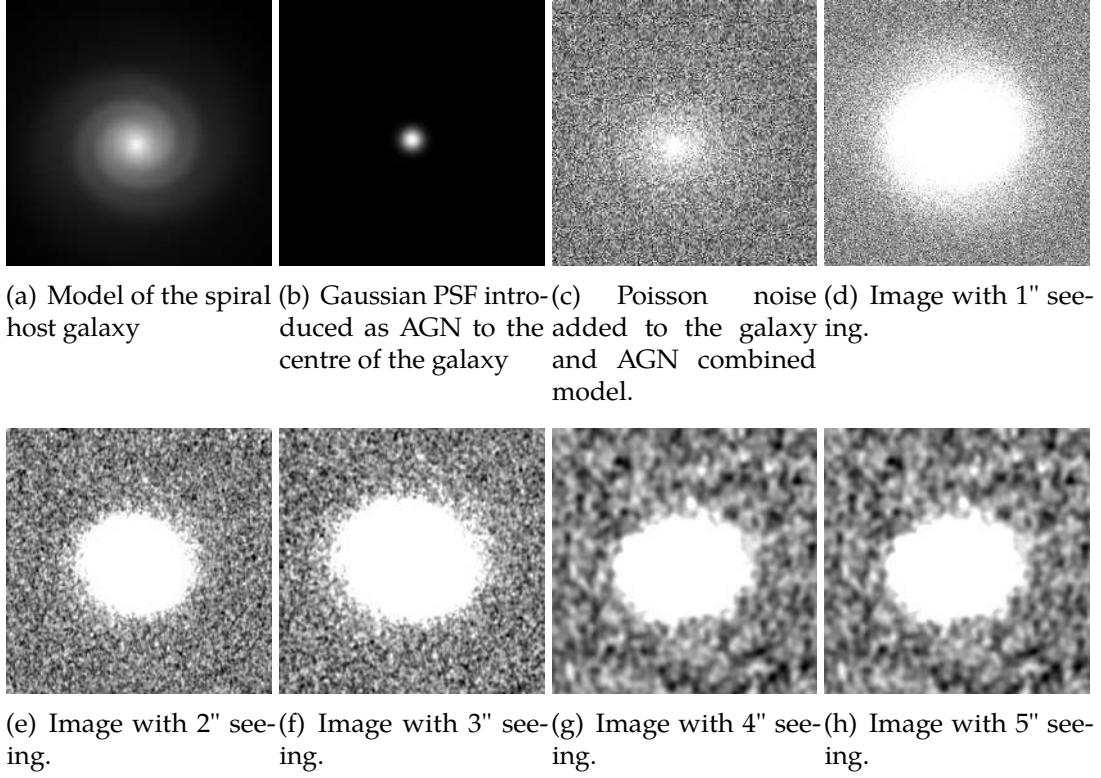 (a) Model of the spiral host galaxy
(b) Gaussian PSF intro-duced as AGN to the centre of the galaxy
(c) Poisson noise added to the galaxy and AGN combined model.
(d) Image with 1" see-ing.
(e) Image with 2" see-ing.
(f) Image with 3" see-ing.
(g) Image with 4" see-ing.
(h) Image with 5" see-ing.